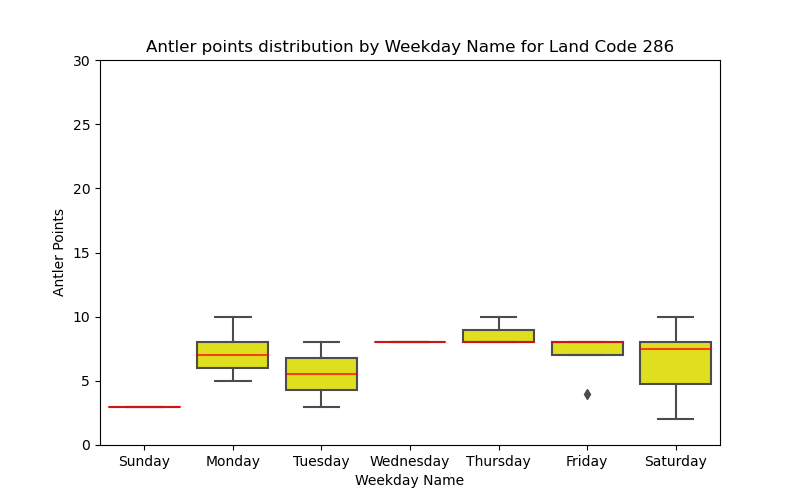 Antler points distribution by Weekday Name for Land Code 286
30
25
20
15
10
5
0
Antler Points
Sunday Monday Tuesday Wednesday Thursday Friday Saturday
Weekday Name